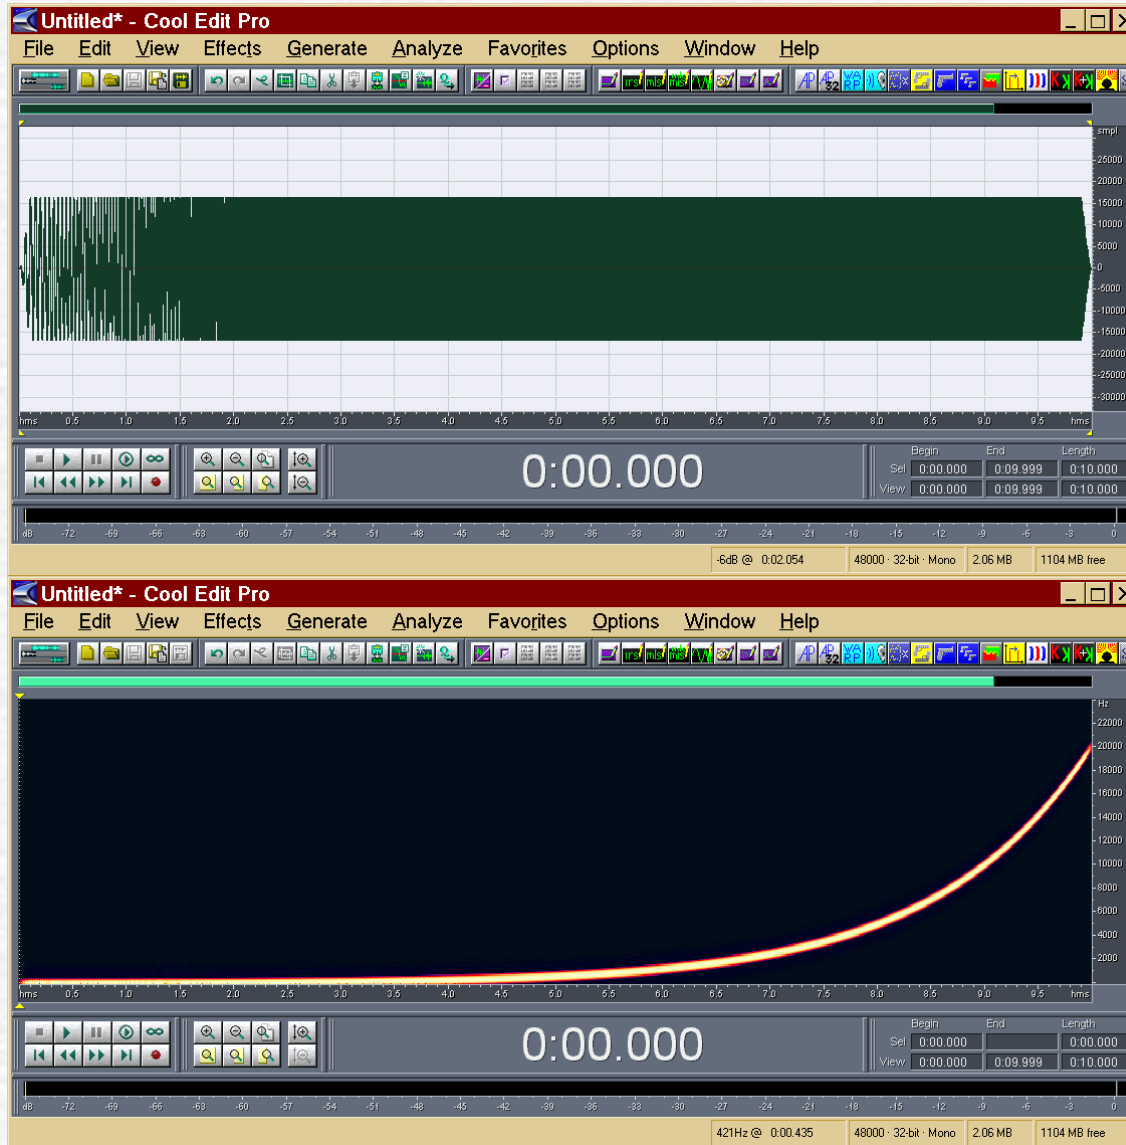 Untitled* - Cool Edit Pro
File Edit View Effects Generate Analyze Favorites Options Window Help
smpl
25000
20000
15000
10000
5000
0
-5000
-10000
-15000
-20000
-25000
-30000
hms 0.5 1.0 1.5 2.0 2.5 3.0 3.5 4.0 4.5 5.0 5.5 6.0 6.5 7.0 7.5 8.0 8.5 9.0 9.5 hms
0:00.000
Begin End Length
Sel 0:00.000 0:09.999 0:10.000
View 0:00.000 0:09.999 0:10.000
dB -72 -69 -66 -63 -60 -57 -54 -51 -48 -45 -42 -39 -36 -33 -30 -27 -24 -21 -18 -15 -12 -9 -6 -3 0
-6dB @ 0:02.054 48000 · 32-bit · Mono 2.06 MB 1104 MB free
Untitled* - Cool Edit Pro
File Edit View Effects Generate Analyze Favorites Options Window Help
Hz
22000
20000
18000
16000
14000
12000
10000
8000
6000
4000
2000
hms 0.5 1.0 1.5 2.0 2.5 3.0 3.5 4.0 4.5 5.0 5.5 6.0 6.5 7.0 7.5 8.0 8.5 9.0 9.5 hms
0:00.000
Begin End Length
Sel 0:00.000 0:00.000
View 0:00.000 0:09.999 0:10.000
dB -72 -69 -66 -63 -60 -57 -54 -51 -48 -45 -42 -39 -36 -33 -30 -27 -24 -21 -18 -15 -12 -9 -6 -3 0
421Hz @ 0:00.435 48000 · 32-bit · Mono 2.06 MB 1104 MB free